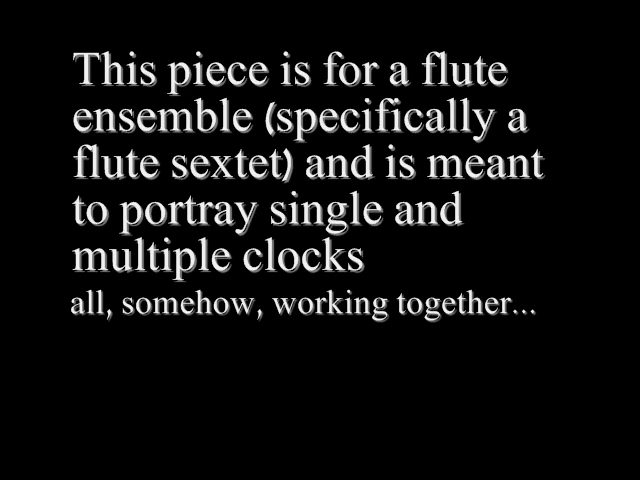 This piece is for a flute
ensemble (specifically a
flute sextet) and is meant
to portray single and
multiple clocks
all, somehow, working together...